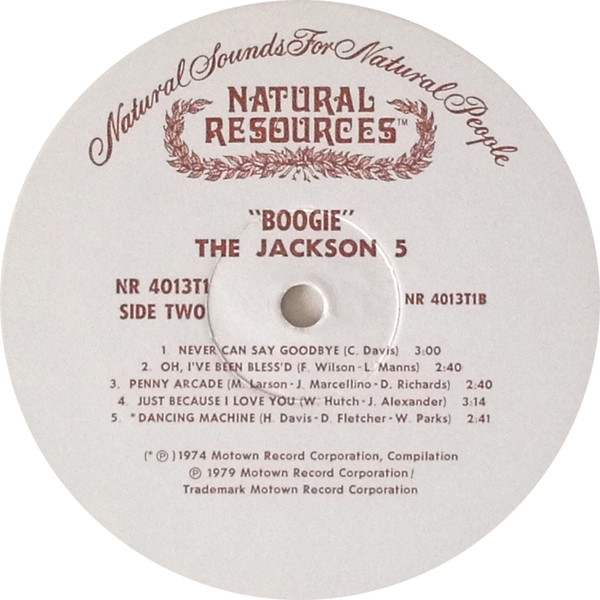 Natural Sounds For Natural People
NATURAL
RESOURCES™
"BOOGIE"
THE JACKSON 5
NR 4013T1
SIDE TWO
NR 4013T1B
1. NEVER CAN SAY GOODBYE (C. Davis) 3:00
2. OH, I'VE BEEN BLESS'D (F. Wilson-L. Manns) 2:40
3. PENNY ARCADE (M. Larson-J. Marcellino-D. Richards) 2:40
4. JUST BECAUSE I LOVE YOU (W. Hutch-J. Alexander) 3:14
5. *DANCING MACHINE (H. Davis-D. Fletcher-W. Parks) 2:41
(* ℗) 1974 Motown Record Corporation, Compilation
℗ 1979 Motown Record Corporation/
Trademark Motown Record Corporation